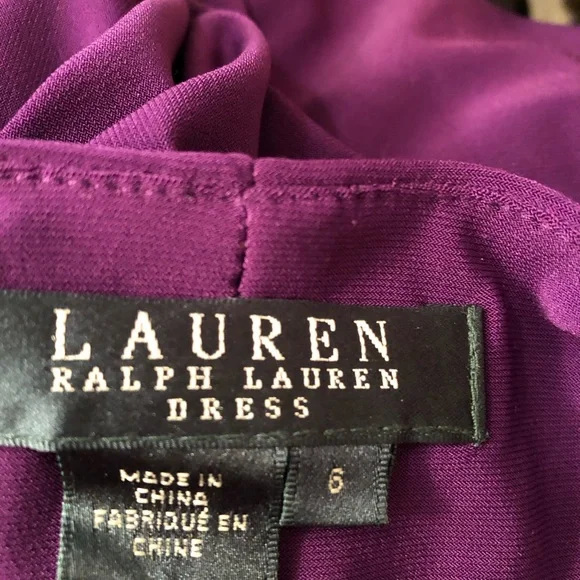 LAUREN
RALPH LAUREN
DRESS
6
MADE IN
CHINA
FABRIQUÉ EN
CHINE